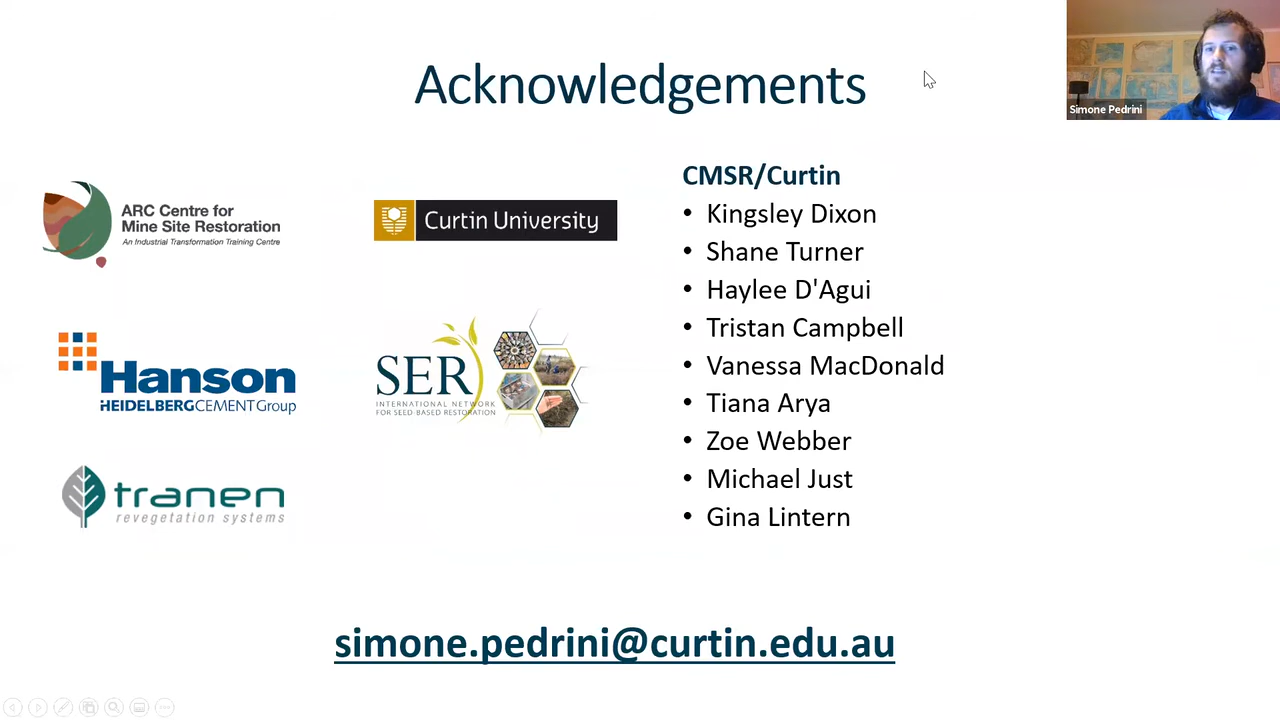 Acknowledgements
Simone Pedrini
ARC Centre for
Mine Site Restoration
An Industrial Transformation Training Centre
Curtin University
Hanson
HEIDELBERGCEMENT Group
SER
INTERNATIONAL NETWORK
FOR SEED-BASED RESTORATION
tranen
revegetation systems
CMSR/Curtin
• Kingsley Dixon
• Shane Turner
• Haylee D'Agui
• Tristan Campbell
• Vanessa MacDonald
• Tiana Arya
• Zoe Webber
• Michael Just
• Gina Lintern
simone.pedrini@curtin.edu.au